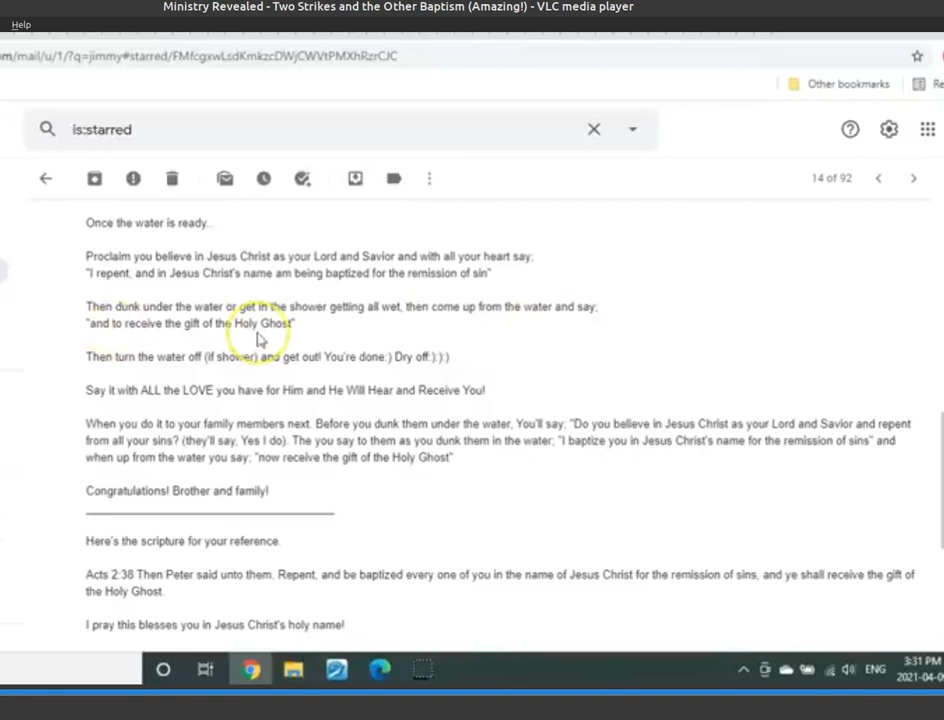 Ministry Revealed - Two Strikes and the Other Baptism (Amazing!) - VLC media player
Help
om/mail/u/1/?q=jimmy#starred/FMfcgxwLsdKmkzcDWjCWVtPMXhRzrCJC
Other bookmarks
Re
is:starred
14 of 92
Once the water is ready...
Proclaim you believe in Jesus Christ as your Lord and Savior and with all your heart say;
"I repent, and in Jesus Christ's name am being baptized for the remission of sin"
Then dunk under the water or get in the shower getting all wet, then come up from the water and say;
"and to receive the gift of the Holy Ghost"
Then turn the water off (if shower) and get out! You're done:) Dry off:):):)
Say it with ALL the LOVE you have for Him and He Will Hear and Receive You!
When you do it to your family members next. Before you dunk them under the water, You'll say; "Do you believe in Jesus Christ as your Lord and Savior and repent
from all your sins? (they'll say, Yes I do). The you say to them as you dunk them in the water; "I baptize you in Jesus Christ's name for the remission of sins" and
when up from the water you say; "now receive the gift of the Holy Ghost"
Congratulations! Brother and family!
Here's the scripture for your reference.
Acts 2:38 Then Peter said unto them, Repent, and be baptized every one of you in the name of Jesus Christ for the remission of sins, and ye shall receive the gift of
the Holy Ghost.
I pray this blesses you in Jesus Christ's holy name!
ENG
3:31 PM
2021-04-0